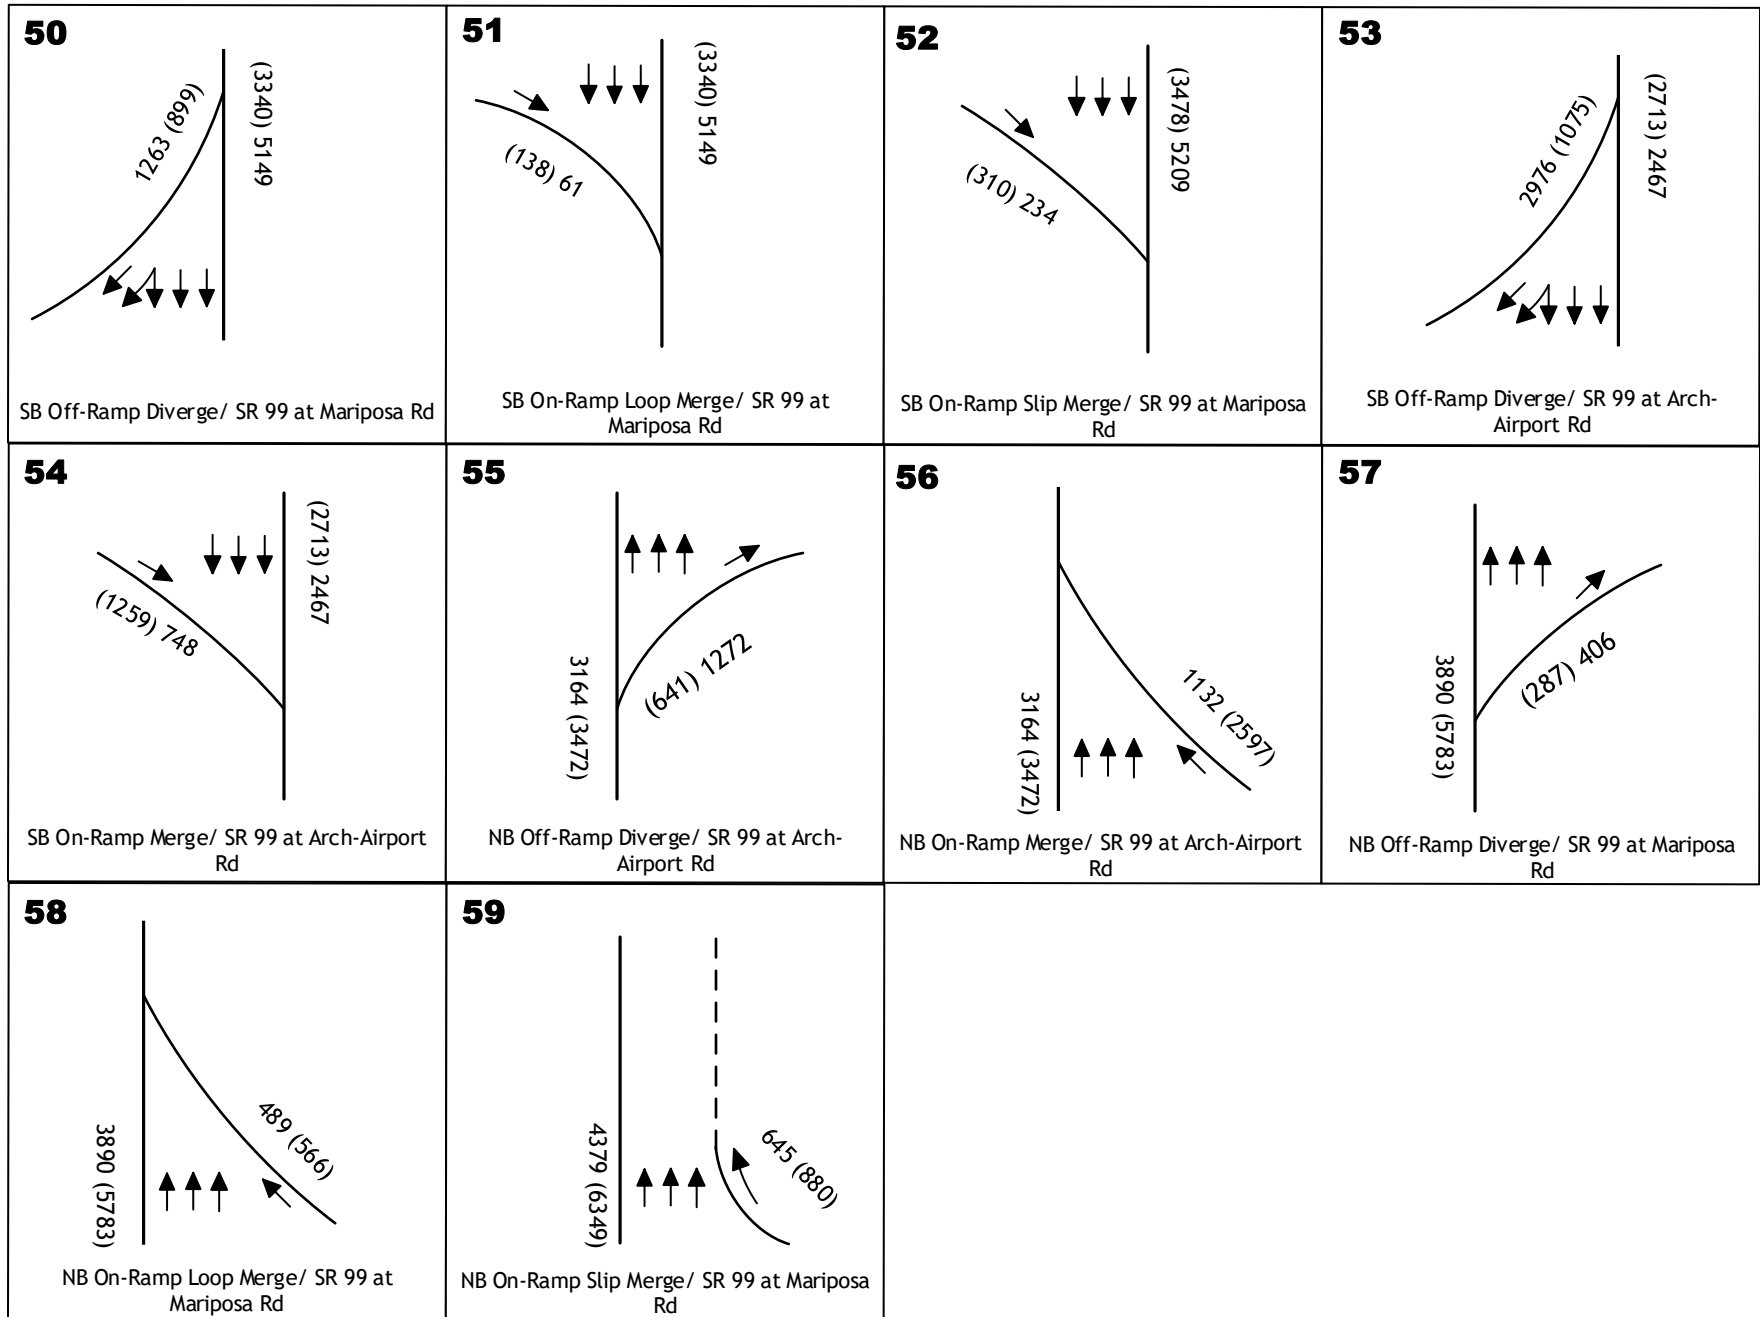 50
1263 (899)
(3340) 5149
SB Off-Ramp Diverge/ SR 99 at Mariposa Rd
51
(138) 61
(3340) 5149
SB On-Ramp Loop Merge/ SR 99 at
Mariposa Rd
52
(310) 234
(3478) 5209
SB On-Ramp Slip Merge/ SR 99 at Mariposa
Rd
53
2976 (1075)
(2713) 2467
SB Off-Ramp Diverge/ SR 99 at Arch-
Airport Rd
54
(1259) 748
(2713) 2467
SB On-Ramp Merge/ SR 99 at Arch-Airport
Rd
55
3164 (3472)
(641) 1272
NB Off-Ramp Diverge/ SR 99 at Arch-
Airport Rd
56
3164 (3472)
1132 (2597)
NB On-Ramp Merge/ SR 99 at Arch-Airport
Rd
57
3890 (5783)
(287) 406
NB Off-Ramp Diverge/ SR 99 at Mariposa
Rd
58
3890 (5783)
489 (566)
NB On-Ramp Loop Merge/ SR 99 at
Mariposa Rd
59
4379 (6349)
645 (880)
NB On-Ramp Slip Merge/ SR 99 at Mariposa
Rd